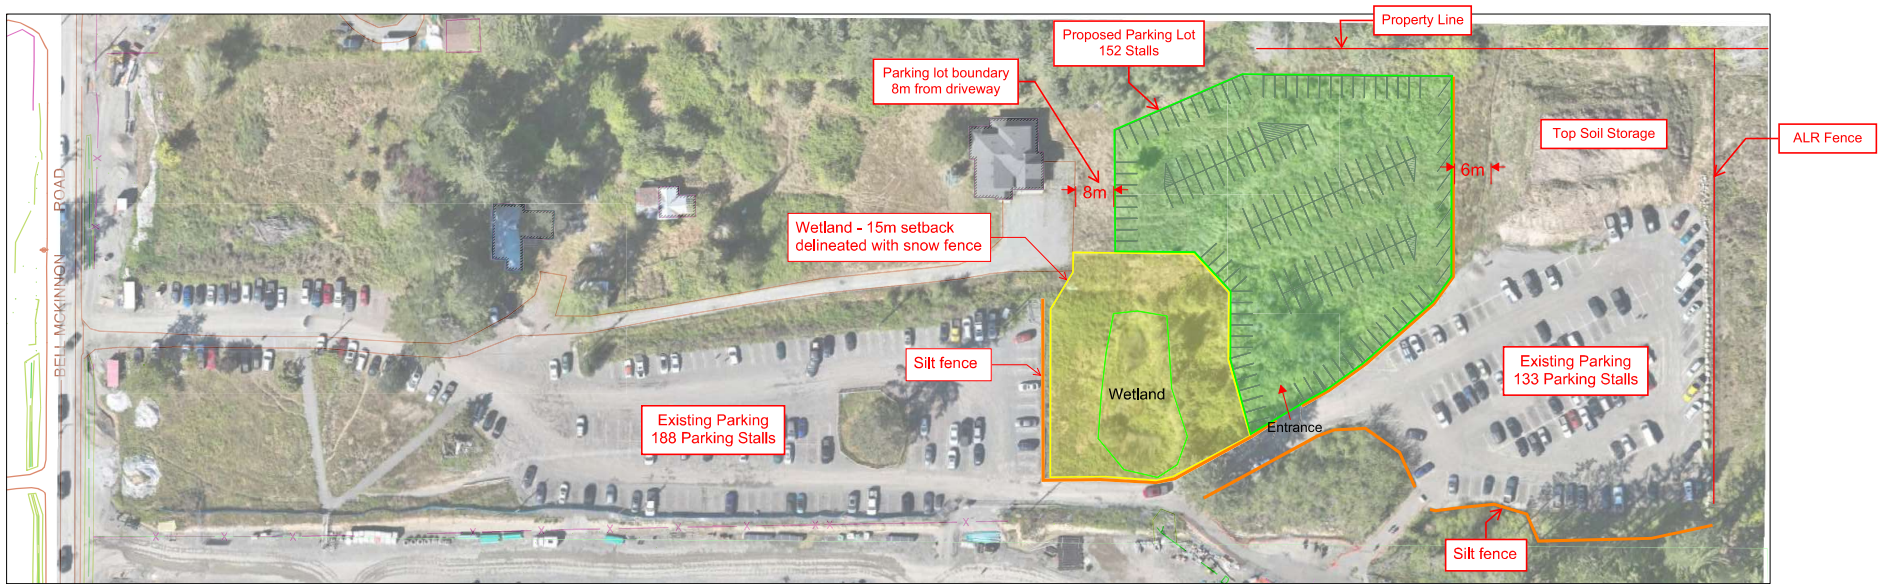 Property Line
Proposed Parking Lot
152 Stalls
Parking lot boundary
8m from driveway
Top Soil Storage
ALR Fence
6m
8m
BELL MCKINNON ROAD
Wetland - 15m setback
delineated with snow fence
Silt fence
Existing Parking
133 Parking Stalls
Wetland
Existing Parking
188 Parking Stalls
Entrance
Silt fence